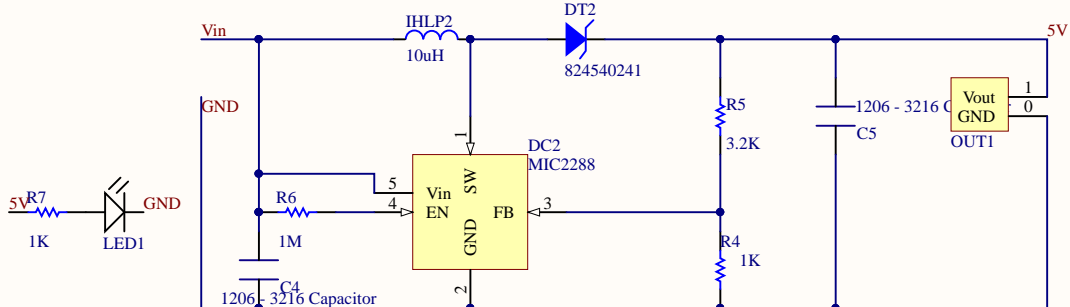 DT2
IHLP2
Vin
5V
10uH
824540241
GND
R5
1206 - 3216 C
Vout
1
GND
0
3.2K
C5
OUT1
1
DC2
MIC2288
SW
5
Vin
4
EN
FB
3
GND
2
R6
1M
5V
R7
GND
1K
LED1
R4
1K
C4
1206 - 3216 Capacitor